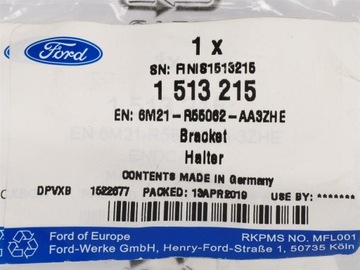 Ford
1 x
SN: FINIS1513215
1 513 215
EN: 6M21-R55062-AA3ZHE
Bracket
Halter
CONTENTS MADE IN Germany
DPVXB 1522677 PACKED: 13APR2019 USE BY:*******
Ford of Europe RKPMS NO. MFL001
Ford-Werke GmbH, Henry-Ford-Straße 1, 50735 Köln